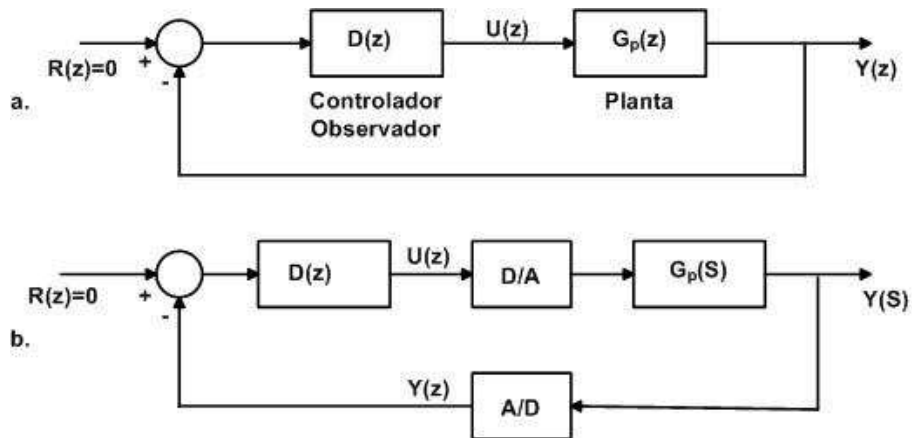 D(z)
U(z)
Gₚ(z)
R(z)=0
+
-
Y(z)
a.
Controlador
Observador
Planta
D(z)
U(z)
D/A
Gₚ(S)
R(z)=0
+
-
Y(S)
b.
Y(z)
A/D